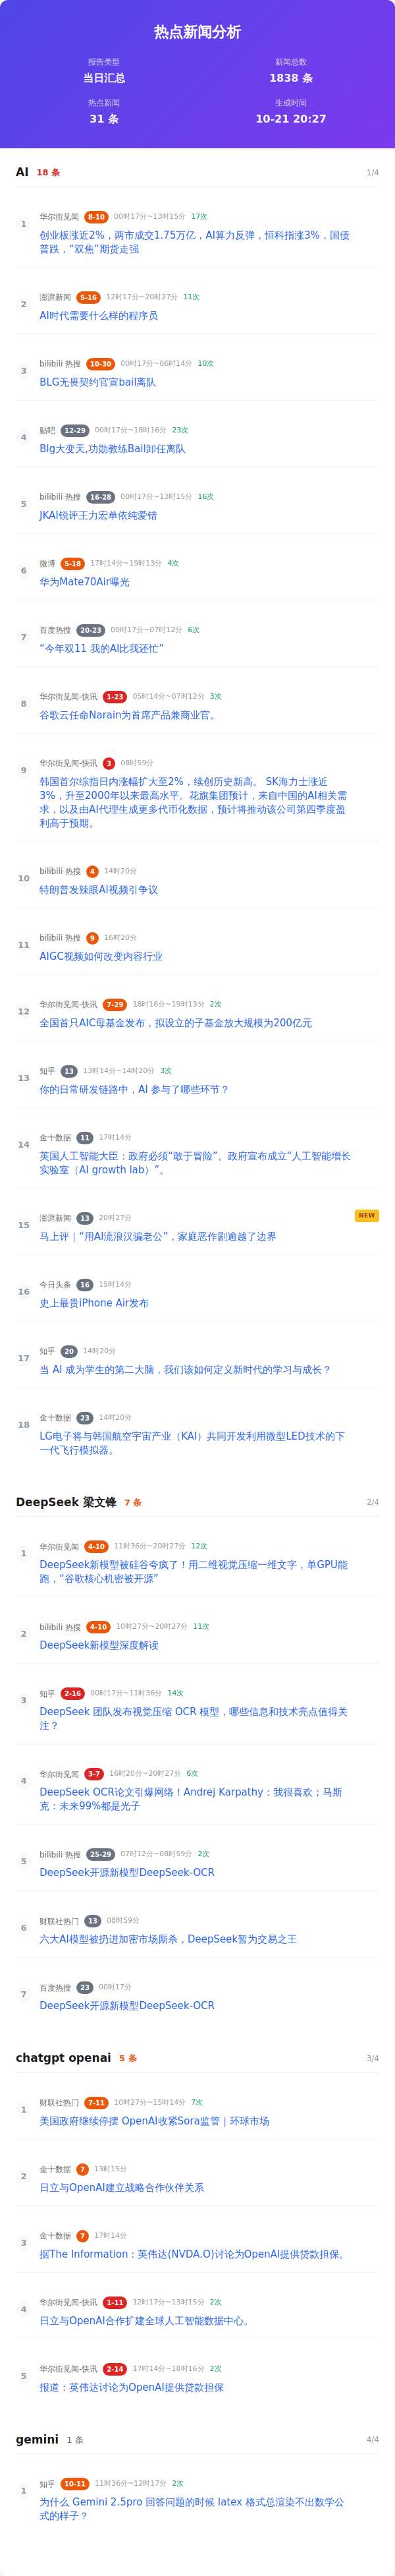 热点新闻分析
报告类型 新闻总数
当日汇总 1838 条
热点新闻 生成时间
31 条 10-21 20:27
AI 18 条 1/4
1 华尔街见闻 8-10 00时17分~13时15分 17次
创业板涨近2%，两市成交1.75万亿，AI算力反弹，恒科指涨3%，国债
普跌，“双焦”期货走强
2 澎湃新闻 5-16 12时17分~20时27分 11次
AI时代需要什么样的程序员
3 bilibili 热搜 10-30 00时17分~06时14分 10次
BLG无畏契约官宣bail离队
4 贴吧 12-29 00时17分~18时16分 23次
Blg大变天,功勋教练Bail卸任离队
5 bilibili 热搜 16-28 00时17分~13时15分 16次
JKAI锐评王力宏单依纯爱错
6 微博 5-18 17时14分~19时13分 4次
华为Mate70Air曝光
7 百度热搜 20-23 00时17分~07时12分 6次
“今年双11 我的AI比我还忙”
8 华尔街见闻-快讯 1-23 05时14分~07时12分 3次
谷歌云任命Narain为首席产品兼商业官。
9 华尔街见闻-快讯 3 08时59分
韩国首尔综指日内涨幅扩大至2%，续创历史新高。 SK海力士涨近
3%，升至2000年以来最高水平。花旗集团预计，来自中国的AI相关需
求，以及由AI代理生成更多代币化数据，预计将推动该公司第四季度盈
利高于预期。
10 bilibili 热搜 4 14时20分
特朗普发辣眼AI视频引争议
11 bilibili 热搜 9 16时20分
AIGC视频如何改变内容行业
12 华尔街见闻-快讯 7-29 18时16分~19时13分 2次
全国首只AIC母基金发布，拟设立的子基金放大规模为200亿元
13 知乎 13 13时14分~14时20分 3次
你的日常研发链路中，AI 参与了哪些环节？
14 金十数据 11 17时14分
英国人工智能大臣：政府必须“敢于冒险”。政府宣布成立“人工智能增长
实验室（AI growth lab）”。
15 澎湃新闻 13 20时27分 NEW
马上评｜“用AI流浪汉骗老公”，家庭恶作剧逾越了边界
16 今日头条 16 15时14分
史上最贵iPhone Air发布
17 知乎 20 14时20分
当 AI 成为学生的第二大脑，我们该如何定义新时代的学习与成长？
18 金十数据 23 14时20分
LG电子将与韩国航空宇宙产业（KAI）共同开发利用微型LED技术的下
一代飞行模拟器。
DeepSeek 梁文锋 7 条 2/4
1 华尔街见闻 4-10 11时36分~20时27分 12次
DeepSeek新模型被硅谷夸疯了！用二维视觉压缩一维文字，单GPU能
跑，“谷歌核心机密被开源”
2 bilibili 热搜 4-10 10时27分~20时27分 11次
DeepSeek新模型深度解读
3 知乎 2-16 00时17分~11时36分 14次
DeepSeek 团队发布视觉压缩 OCR 模型，哪些信息和技术亮点值得关
注？
4 华尔街见闻 3-7 16时20分~20时27分 6次
DeepSeek OCR论文引爆网络！Andrej Karpathy：我很喜欢；马斯
克：未来99%都是光子
5 bilibili 热搜 25-29 07时12分~08时59分 2次
DeepSeek开源新模型DeepSeek-OCR
6 财联社热门 13 08时59分
六大AI模型被扔进加密市场厮杀，DeepSeek暂为交易之王
7 百度热搜 23 00时17分
DeepSeek开源新模型DeepSeek-OCR
chatgpt openai 5 条 3/4
1 财联社热门 7-11 10时27分~15时14分 7次
美国政府继续停摆 OpenAI收紧Sora监管｜环球市场
2 金十数据 7 13时15分
日立与OpenAI建立战略合作伙伴关系
3 金十数据 7 17时14分
据The Information：英伟达(NVDA.O)讨论为OpenAI提供贷款担保。
4 华尔街见闻-快讯 1-11 12时17分~13时15分 2次
日立与OpenAI合作扩建全球人工智能数据中心。
5 华尔街见闻-快讯 2-14 17时14分~18时16分 2次
报道：英伟达讨论为OpenAI提供贷款担保
gemini 1 条 4/4
1 知乎 10-11 11时36分~12时17分 2次
为什么 Gemini 2.5pro 回答问题的时候 latex 格式总渲染不出数学公
式的样子？